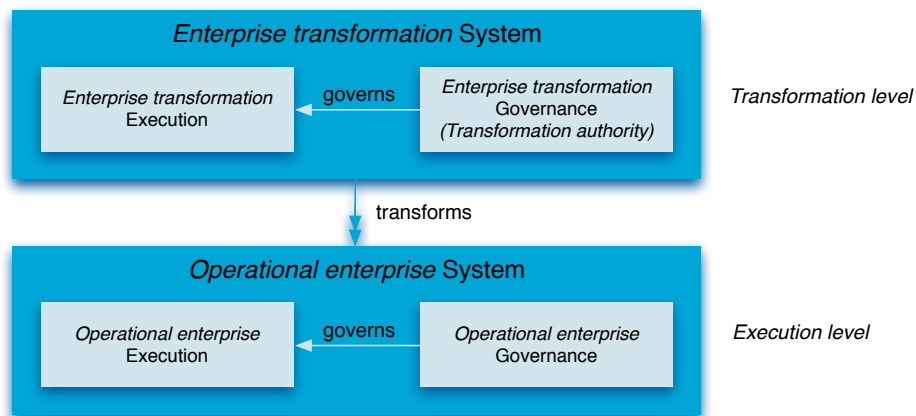 Enterprise transformation System
Enterprise transformation
Execution
governs
Enterprise transformation
Governance
(Transformation authority)
Transformation level
transforms
Operational enterprise System
Operational enterprise
Execution
governs
Operational enterprise
Governance
Execution level